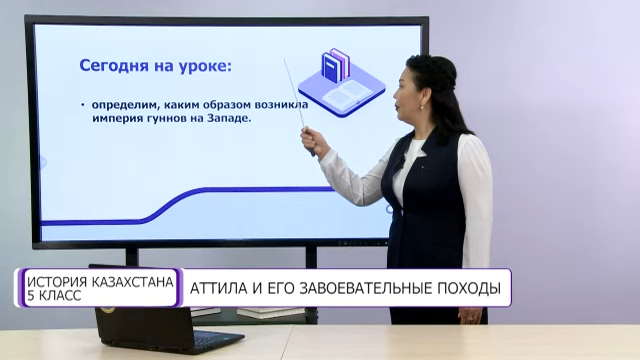 Сегодня на уроке:
• определим, каким образом возникла
империя гуннов на Западе.
ИСТОРИЯ КАЗАХСТАНА
5 КЛАСС
АТТИЛА И ЕГО ЗАВОЕВАТЕЛЬНЫЕ ПОХОДЫ